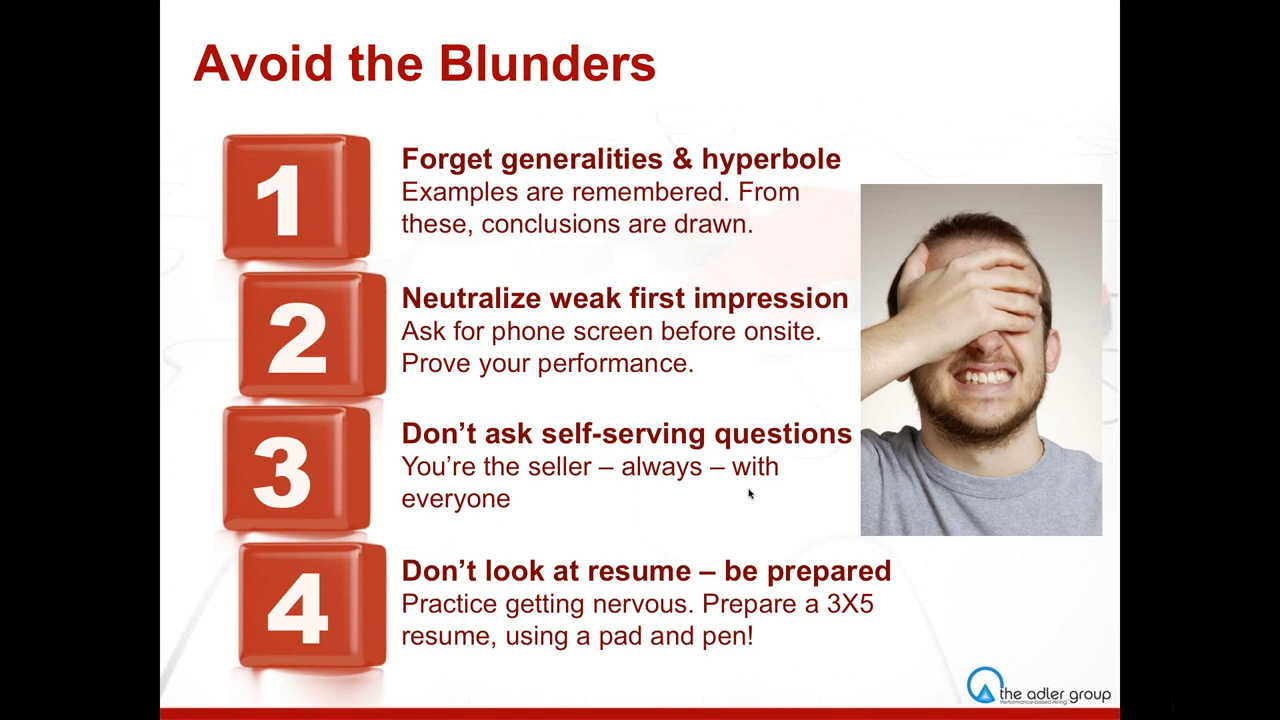 Avoid the Blunders
1
Forget generalities & hyperbole
Examples are remembered. From
these, conclusions are drawn.
2
Neutralize weak first impression
Ask for phone screen before onsite.
Prove your performance.
3
Don’t ask self-serving questions
You’re the seller – always – with
everyone
4
Don’t look at resume – be prepared
Practice getting nervous. Prepare a 3X5
resume, using a pad and pen!
the adler group
Performance-based Hiring